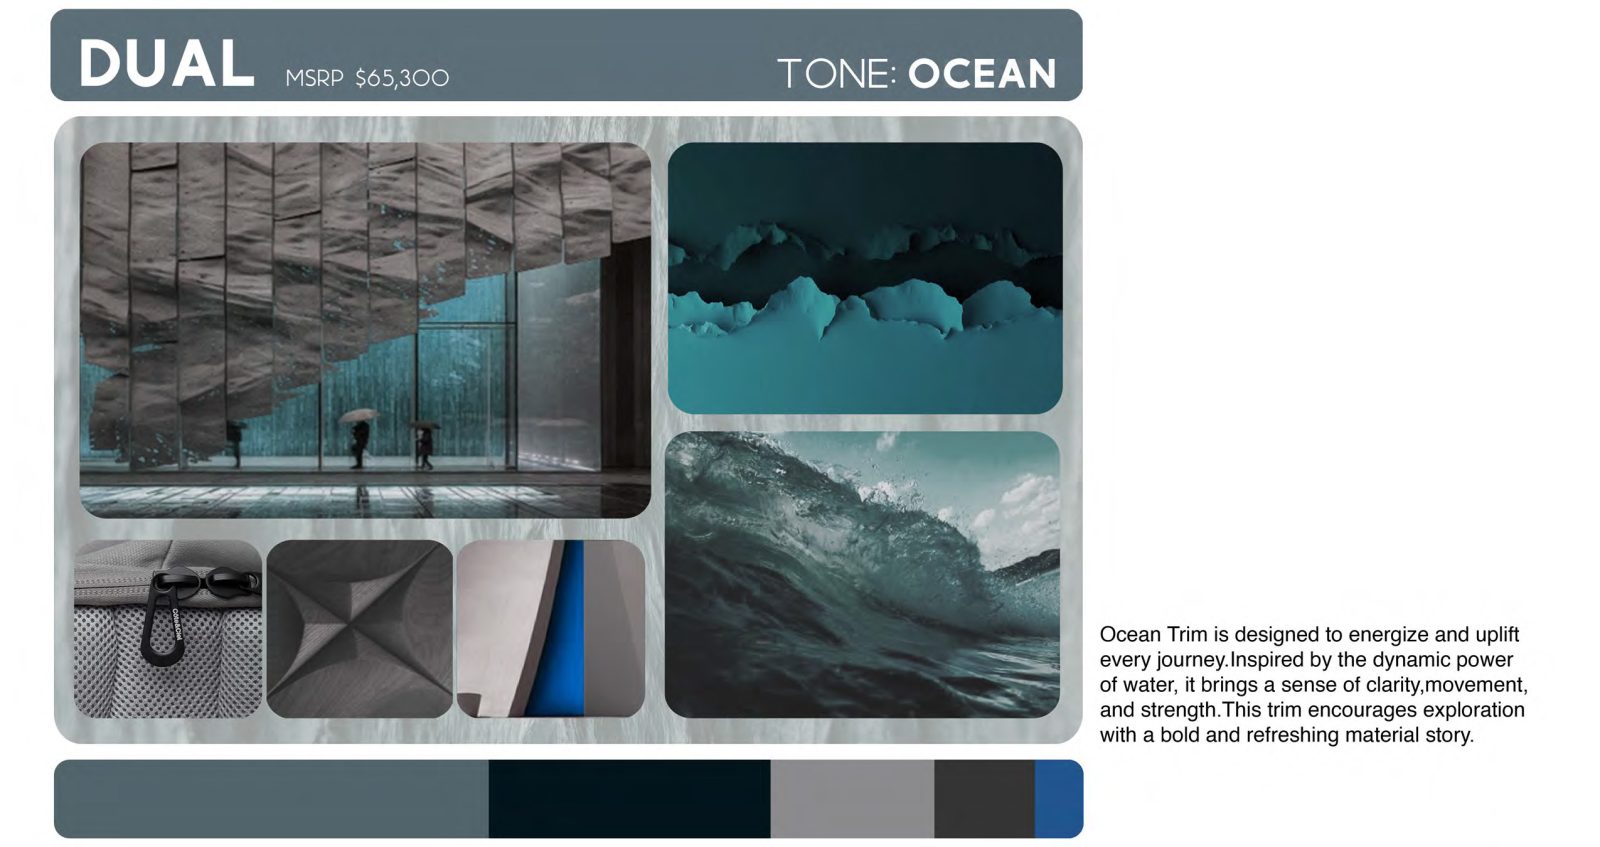 DUAL MSRP $65,300 TONE: OCEAN
Ocean Trim is designed to energize and uplift
every journey.Inspired by the dynamic power
of water, it brings a sense of clarity,movement,
and strength.This trim encourages exploration
with a bold and refreshing material story.